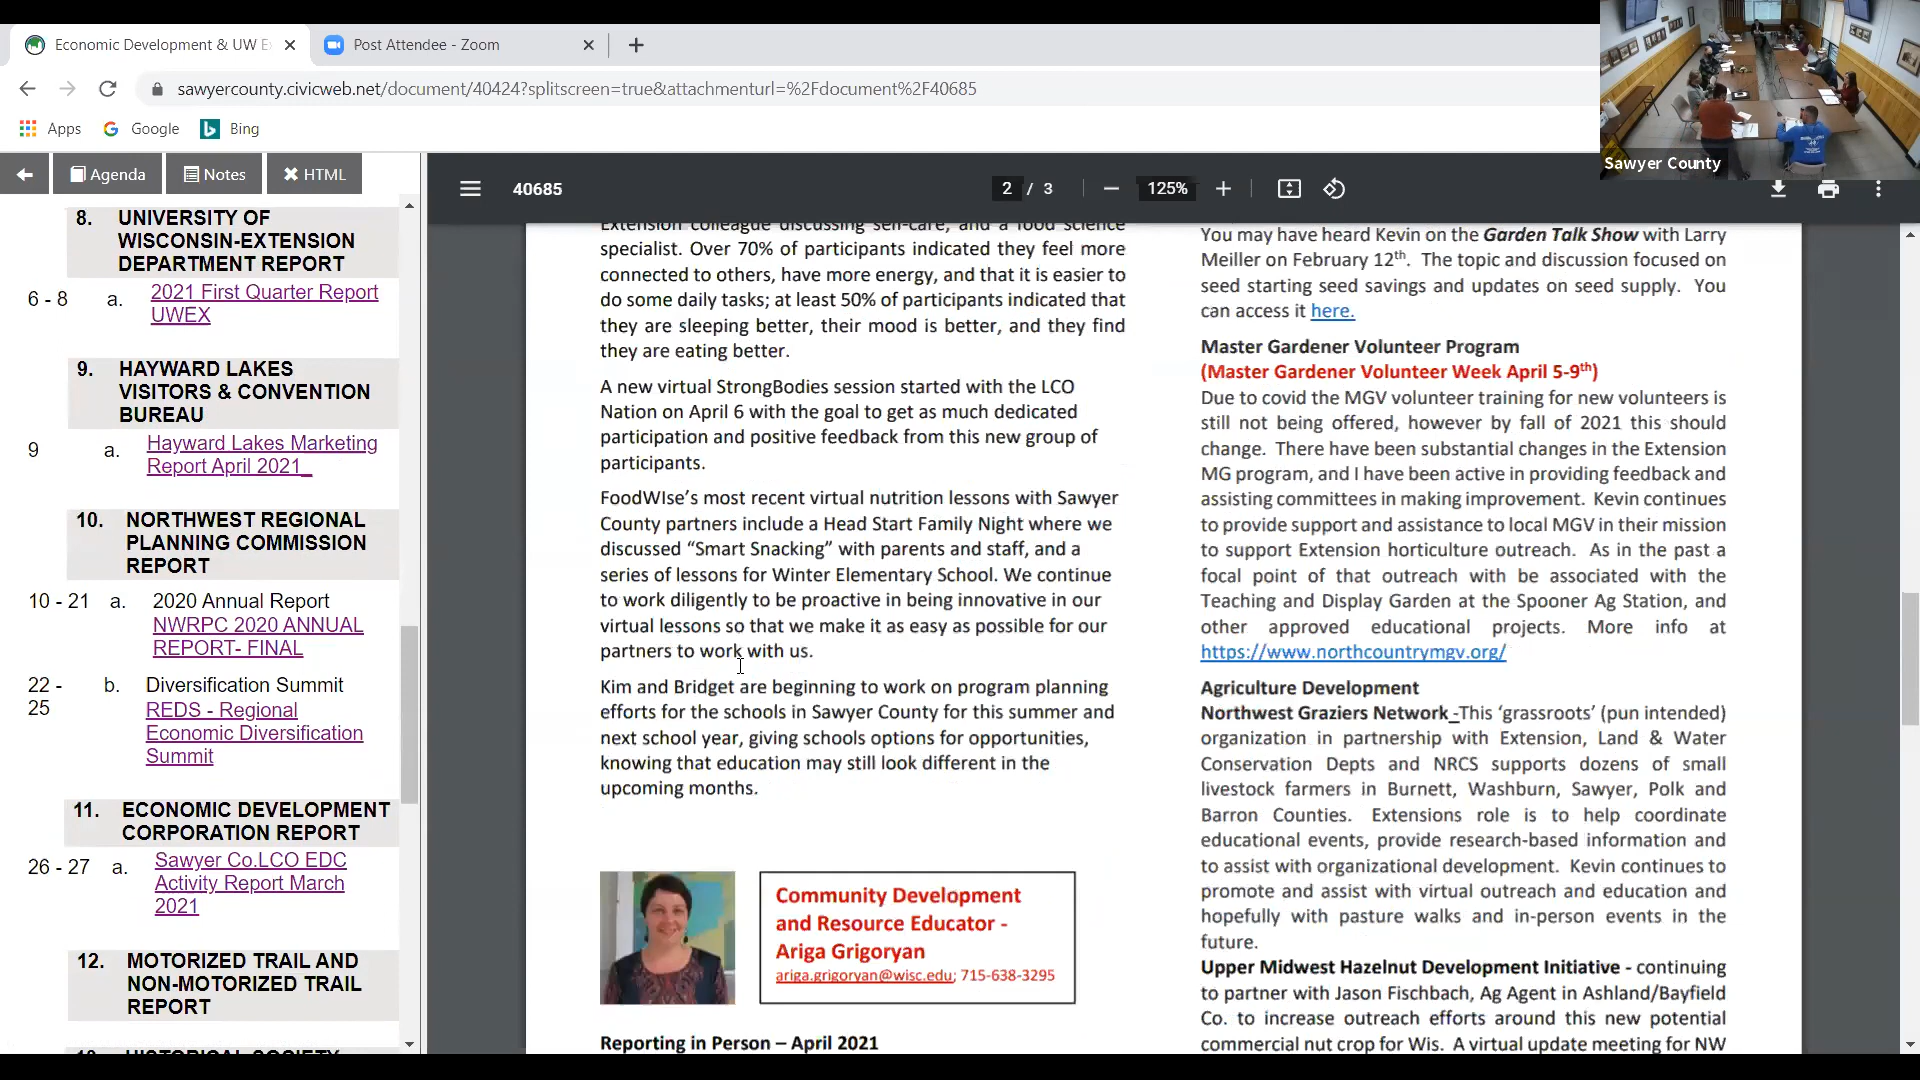 Economic Development & UW E
Post Attendee - Zoom
sawyercounty.civicweb.net/document/40424?splitscreen=true&attachmenturl=%2Fdocument%2F40685
Apps
Google
Bing
Sawyer County
Agenda
Notes
HTML
40685
2 / 3
125%
8. UNIVERSITY OF
WISCONSIN-EXTENSION
DEPARTMENT REPORT
6 - 8 a. 2021 First Quarter Report
UWEX
9. HAYWARD LAKES
VISITORS & CONVENTION
BUREAU
9 a. Hayward Lakes Marketing
Report April 2021_
10. NORTHWEST REGIONAL
PLANNING COMMISSION
REPORT
10 - 21 a. 2020 Annual Report
NWRPC 2020 ANNUAL
REPORT- FINAL
22 - b. Diversification Summit
25 REDS - Regional
Economic Diversification
Summit
11. ECONOMIC DEVELOPMENT
CORPORATION REPORT
26 - 27 a. Sawyer Co.LCO EDC
Activity Report March
2021
12. MOTORIZED TRAIL AND
NON-MOTORIZED TRAIL
REPORT
HISTORICAL SOCIETY
Extension colleague discussing self-care, and a food science
specialist. Over 70% of participants indicated they feel more
connected to others, have more energy, and that it is easier to
do some daily tasks; at least 50% of participants indicated that
they are sleeping better, their mood is better, and they find
they are eating better.
A new virtual StrongBodies session started with the LCO
Nation on April 6 with the goal to get as much dedicated
participation and positive feedback from this new group of
participants.
FoodWIse's most recent virtual nutrition lessons with Sawyer
County partners include a Head Start Family Night where we
discussed "Smart Snacking" with parents and staff, and a
series of lessons for Winter Elementary School. We continue
to work diligently to be proactive in being innovative in our
virtual lessons so that we make it as easy as possible for our
partners to work with us.
Kim and Bridget are beginning to work on program planning
efforts for the schools in Sawyer County for this summer and
next school year, giving schools options for opportunities,
knowing that education may still look different in the
upcoming months.
Community Development
and Resource Educator -
Ariga Grigoryan
ariga.grigoryan@wisc.edu; 715-638-3295
Reporting in Person – April 2021
You may have heard Kevin on the Garden Talk Show with Larry
Meiller on February 12th. The topic and discussion focused on
seed starting seed savings and updates on seed supply. You
can access it here.
Master Gardener Volunteer Program
(Master Gardener Volunteer Week April 5-9th)
Due to covid the MGV volunteer training for new volunteers is
still not being offered, however by fall of 2021 this should
change. There have been substantial changes in the Extension
MG program, and I have been active in providing feedback and
assisting committees in making improvement. Kevin continues
to provide support and assistance to local MGV in their mission
to support Extension horticulture outreach. As in the past a
focal point of that outreach with be associated with the
Teaching and Display Garden at the Spooner Ag Station, and
other approved educational projects. More info at
https://www.northcountrymgv.org/
Agriculture Development
Northwest Graziers Network -This 'grassroots' (pun intended)
organization in partnership with Extension, Land & Water
Conservation Depts and NRCS supports dozens of small
livestock farmers in Burnett, Washburn, Sawyer, Polk and
Barron Counties. Extensions role is to help coordinate
educational events, provide research-based information and
to assist with organizational development. Kevin continues to
promote and assist with virtual outreach and education and
hopefully with pasture walks and in-person events in the
future.
Upper Midwest Hazelnut Development Initiative - continuing
to partner with Jason Fischbach, Ag Agent in Ashland/Bayfield
Co. to increase outreach efforts around this new potential
commercial nut crop for Wis. A virtual update meeting for NW